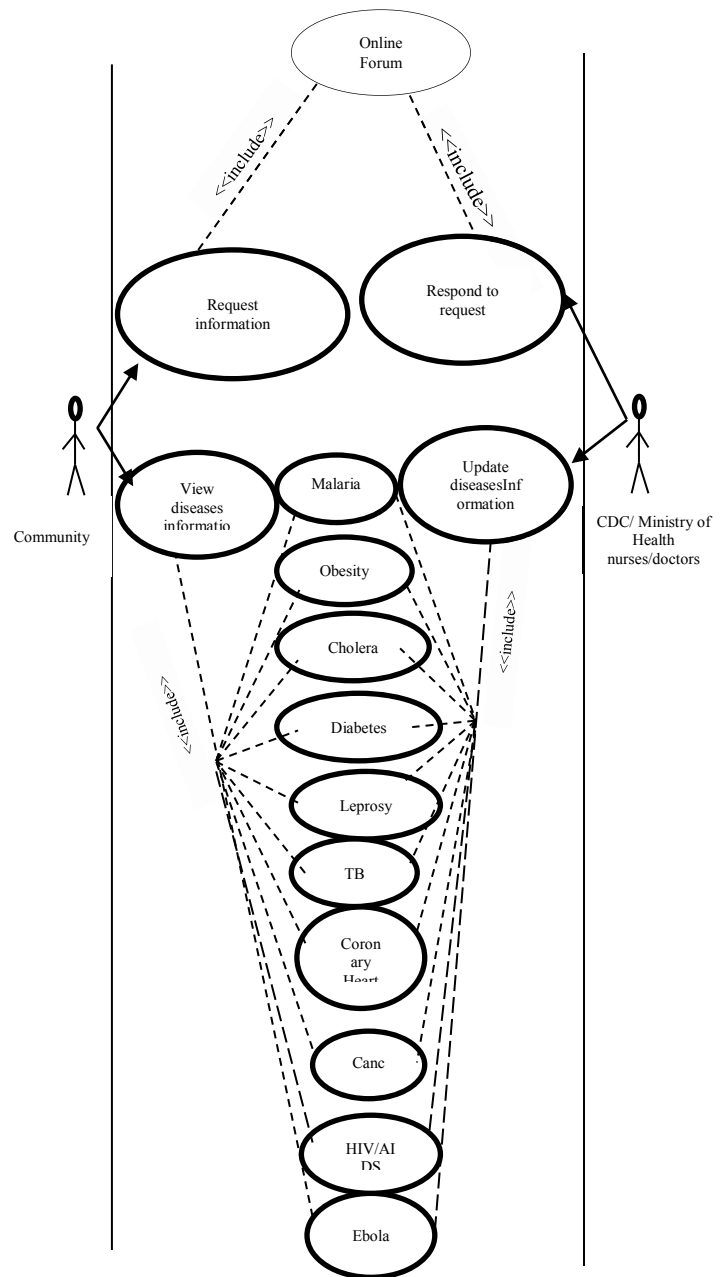 Online
Forum
<<include>>
<<include>>
Request
information
Respond to
request
View
diseases
informatio
Malaria
Update
diseasesInf
ormation
Community
CDC/ Ministry of
Health
nurses/doctors
Obesity
Cholera
<<include>>
<<include>>
Diabetes
Leprosy
TB
Coron
ary
Heart
Canc
HIV/AI
DS
Ebola